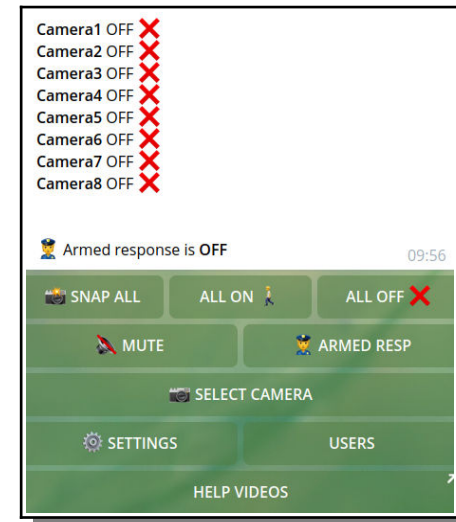 Camera1 OFF ❌
Camera2 OFF ❌
Camera3 OFF ❌
Camera4 OFF ❌
Camera5 OFF ❌
Camera6 OFF ❌
Camera7 OFF ❌
Camera8 OFF ❌
👮 Armed response is OFF
09:56
📸 SNAP ALL ALL ON 🚶 ALL OFF ❌
🔕 MUTE 👮 ARMED RESP
📷 SELECT CAMERA
⚙️ SETTINGS USERS
HELP VIDEOS